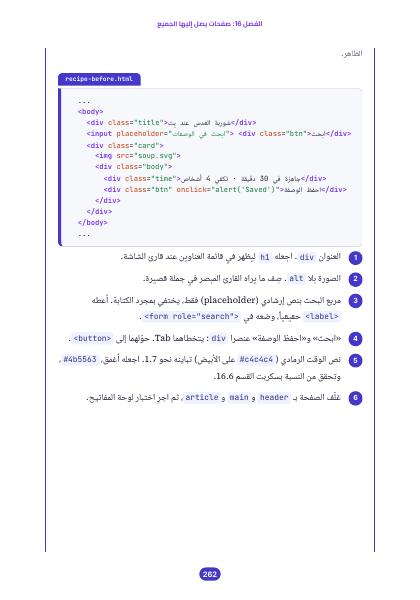 الفصل 16: صفحات يصل إليها الجميع
الظاهر.
recipe-before.html
...
<body>
<div class="title">شوربة العدس عند يث</div>
<input placeholder="ابحث في الوصفات"> <div class="btn">ابحث</div>
<div class="card">
<img src="soup.svg">
<div class="body">
<div class="time">جاهزة في 30 دقيقة · تكفي 4 أشخاص</div>
<div class="btn" onclick="alert('Saved')">احفظ الوصفة</div>
</div>
</div>
</body>
...
1 العنوان div . اجعله h1 ليظهر في قائمة العناوين عند قارئ الشاشة.
2 الصورة بلا alt . صِف ما يراه القارئ المبصر في جملة قصيرة.
3 مربع البحث بنص إرشادي (placeholder) فقط، يختفي بمجرد الكتابة. أعطه
<label> حقيقياً، وضعه في <form role="search"> .
4 «ابحث» و«احفظ الوصفة» عنصرا div : يتخطاهما Tab. حوّلهما إلى <button> .
5 نص الوقت الرمادي ( #c4c4c4 على الأبيض) تباينه نحو 1.7. اجعله أغمق، #4b5563 ،
وتحقق من النسبة بسكربت القسم 16.6.
6 غلّف الصفحة بـ header و main و article ، ثم اجرِ اختبار لوحة المفاتيح.
262